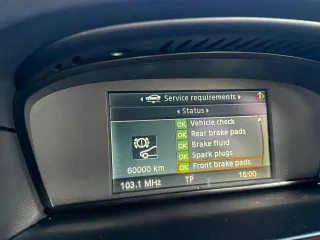 Service requirements
Status
OK Vehicle check
OK Rear brake pads
OK Brake fluid
OK Spark plugs
OK Front brake pads
60000 km
103.1 MHz TP 16:00